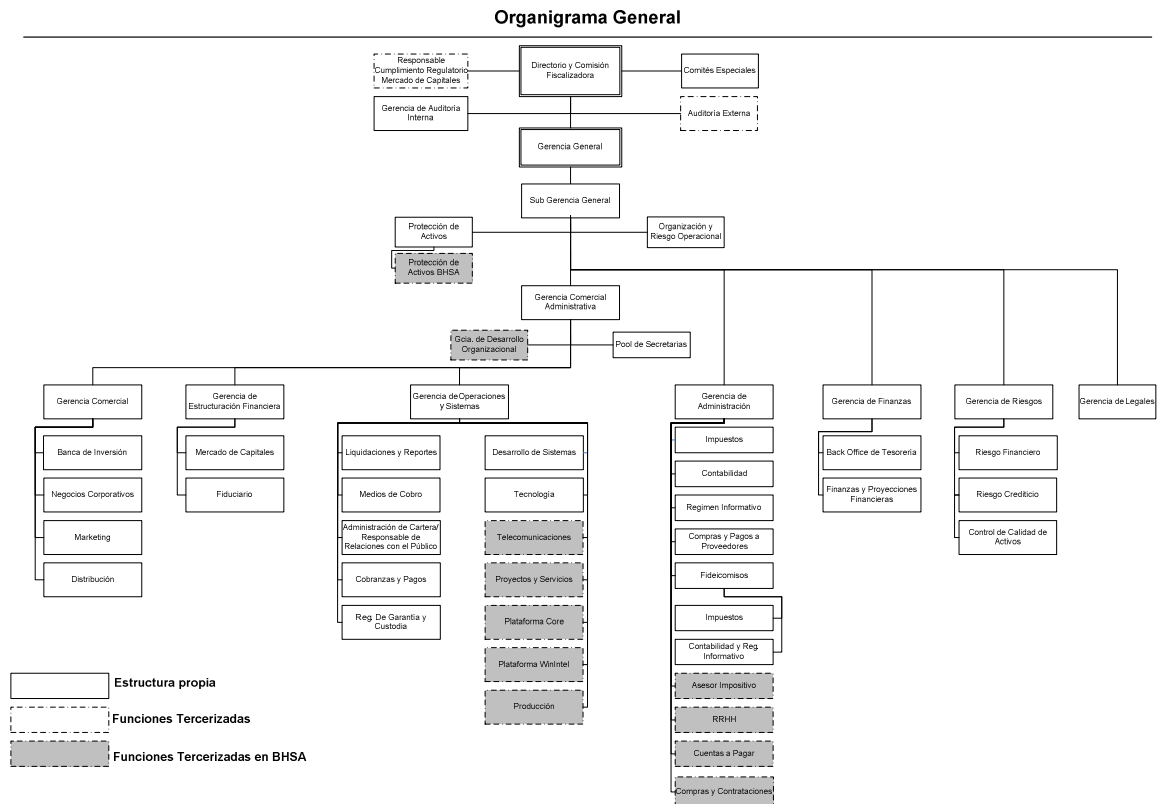 Organigrama General
Responsable
Cumplimiento Regulatorio
Mercado de Capitales
Directorio y Comisión
Fiscalizadora
Comités Especiales
Gerencia de Auditoría
Interna
Auditoría Externa
Gerencia General
Sub Gerencia General
Protección de
Activos
Organización y
Riesgo Operacional
Protección de
Activos BHSA
Gerencia Comercial
Administrativa
Gcia. de Desarrollo
Organizacional
Pool de Secretarias
Gerencia Comercial
Gerencia de
Estructuración Financiera
Gerencia de Operaciones
y Sistemas
Gerencia de
Administración
Gerencia de Finanzas
Gerencia de Riesgos
Gerencia de Legales
Banca de Inversión
Negocios Corporativos
Marketing
Distribución
Mercado de Capitales
Fiduciario
Liquidaciones y Reportes
Medios de Cobro
Administración de Cartera/
Responsable de
Relaciones con el Público
Cobranzas y Pagos
Reg. De Garantía y
Custodia
Desarrollo de Sistemas
Tecnología
Telecomunicaciones
Proyectos y Servicios
Plataforma Core
Plataforma WinIntel
Producción
Impuestos
Contabilidad
Regimen Informativo
Compras y Pagos a
Proveedores
Fideicomisos
Impuestos
Contabilidad y Reg.
Informativo
Asesor Impositivo
RRHH
Cuentas a Pagar
Compras y Contrataciones
Back Office de Tesorería
Finanzas y Proyecciones
Financieras
Riesgo Financiero
Riesgo Crediticio
Control de Calidad de
Activos
Estructura propia
Funciones Tercerizadas
Funciones Tercerizadas en BHSA